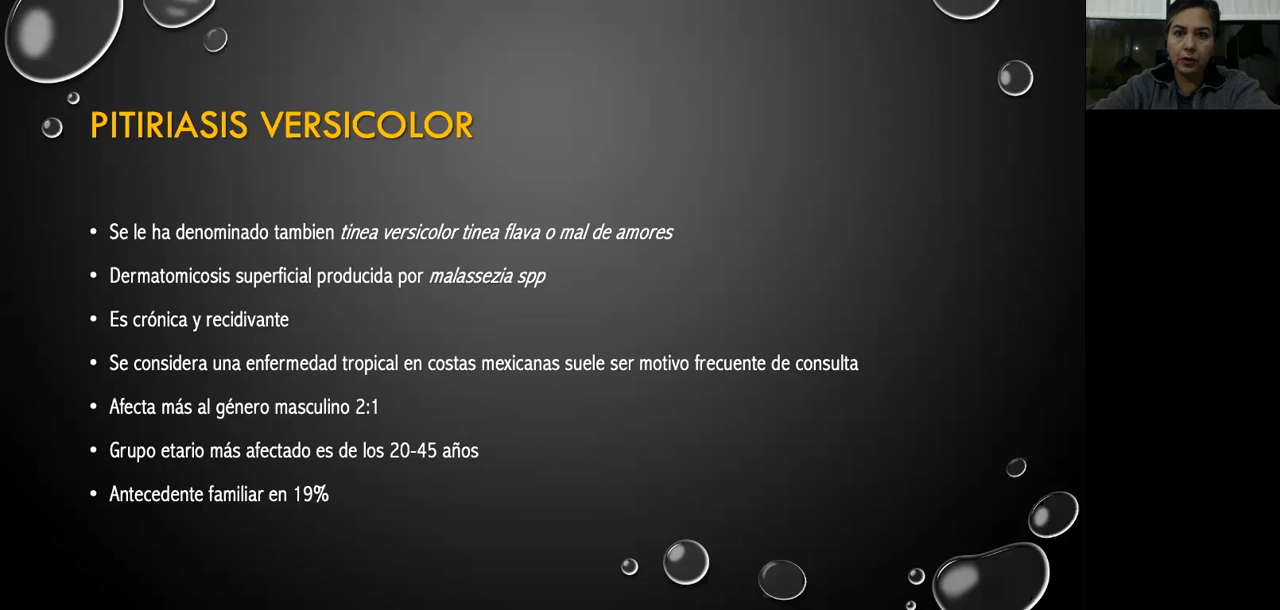 PITIRIASIS VERSICOLOR
• Se le ha denominado tambien tinea versicolor tinea flava o mal de amores
• Dermatomicosis superficial producida por malassezia spp
• Es crónica y recidivante
• Se considera una enfermedad tropical en costas mexicanas suele ser motivo frecuente de consulta
• Afecta más al género masculino 2:1
• Grupo etario más afectado es de los 20-45 años
• Antecedente familiar en 19%